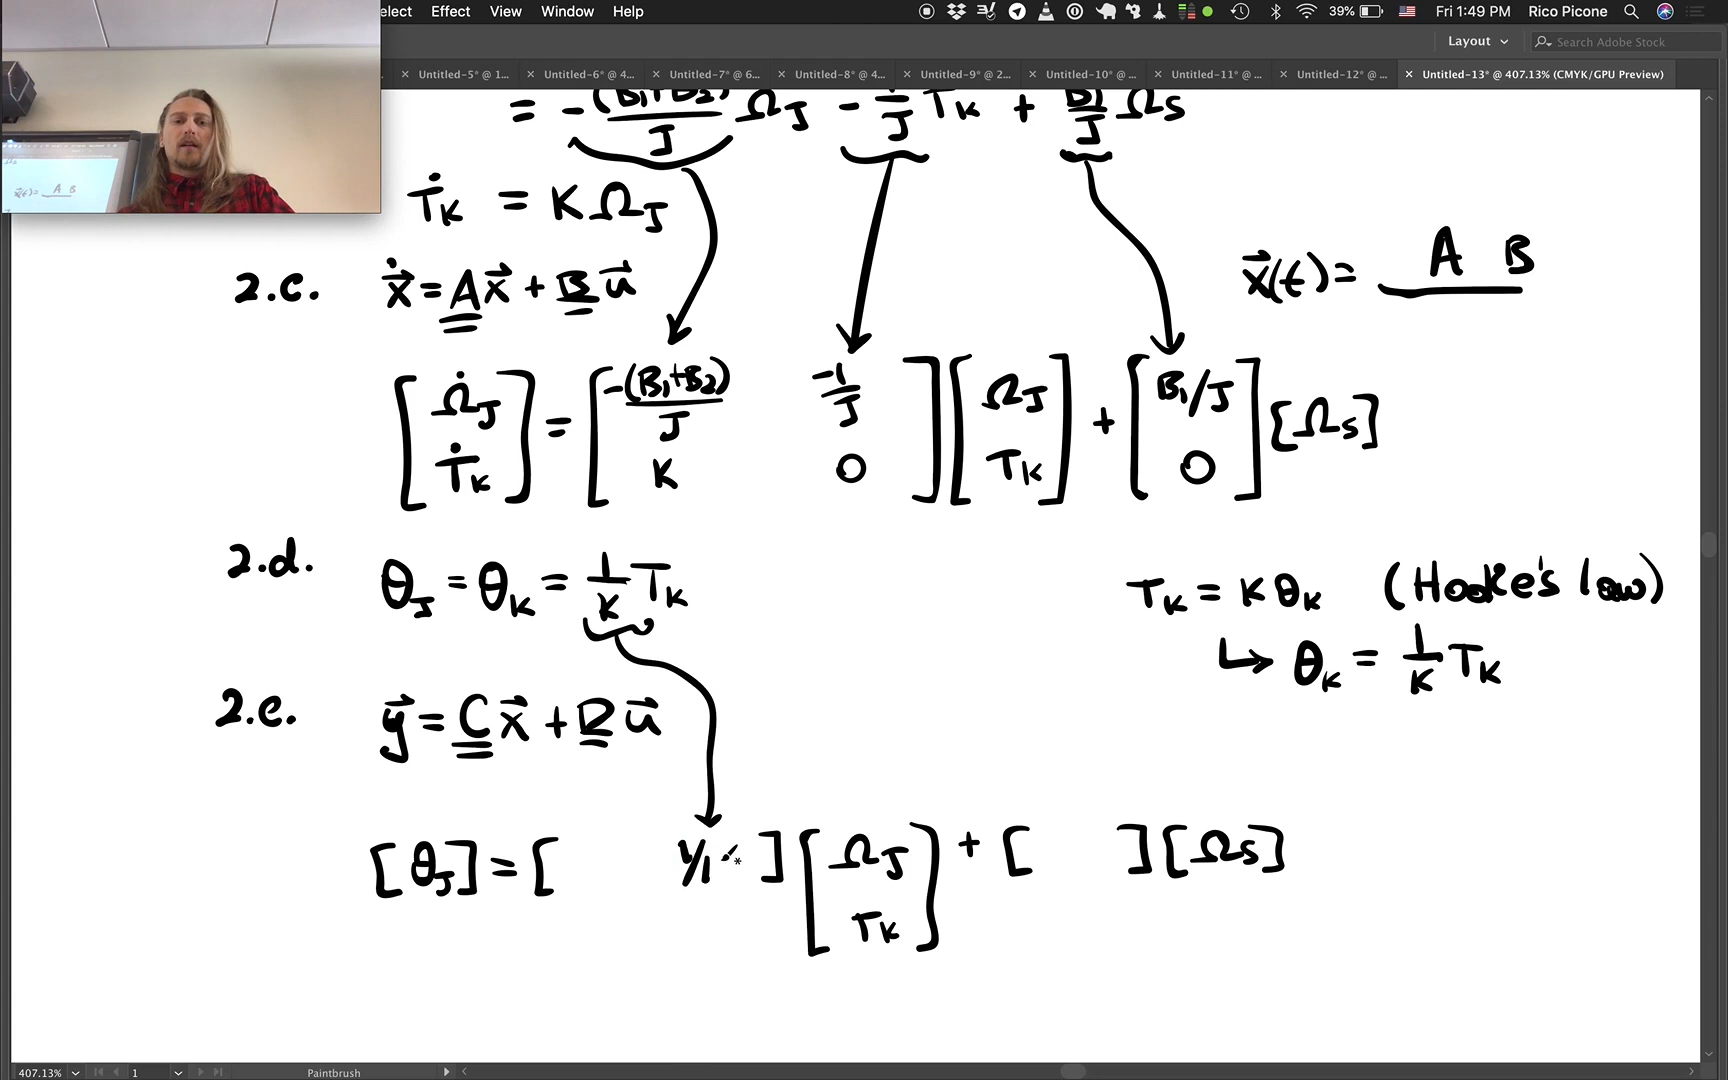 elect Effect View Window Help 39% Fri 1:49 PM Rico Picone
Layout Search Adobe Stock
Untitled-5* @ 1... Untitled-6* @ 4... Untitled-7* @ 6... Untitled-8* @ 4... Untitled-9* @ 2... Untitled-10* @ ... Untitled-11* @ ... Untitled-12* @ ... Untitled-13* @ 407.13% (CMYK/GPU Preview)
= -(B₁+B₂)/J Ω_J - 1/J T_K + B₁/J Ω_S
Ṫ_K = K Ω_J
x⃗(t) = A B
2.c. ẋ⃗ = A x⃗ + B u⃗
x⃗(t) = A B
[Ω̇_J Ṫ_K] = [-(B₁+B₂)/J -1/J K 0] [Ω_J T_K] + [B₁/J 0] [Ω_S]
2.d. θ_J = θ_K = 1/K T_K
T_K = K θ_K (Hooke's law)
↳ θ_K = 1/K T_K
2.e. y⃗ = C x⃗ + D u⃗
[θ_J] = [ 1/ ] [Ω_J T_K] + [ ] [Ω_S]
407.13% 1 Paintbrush